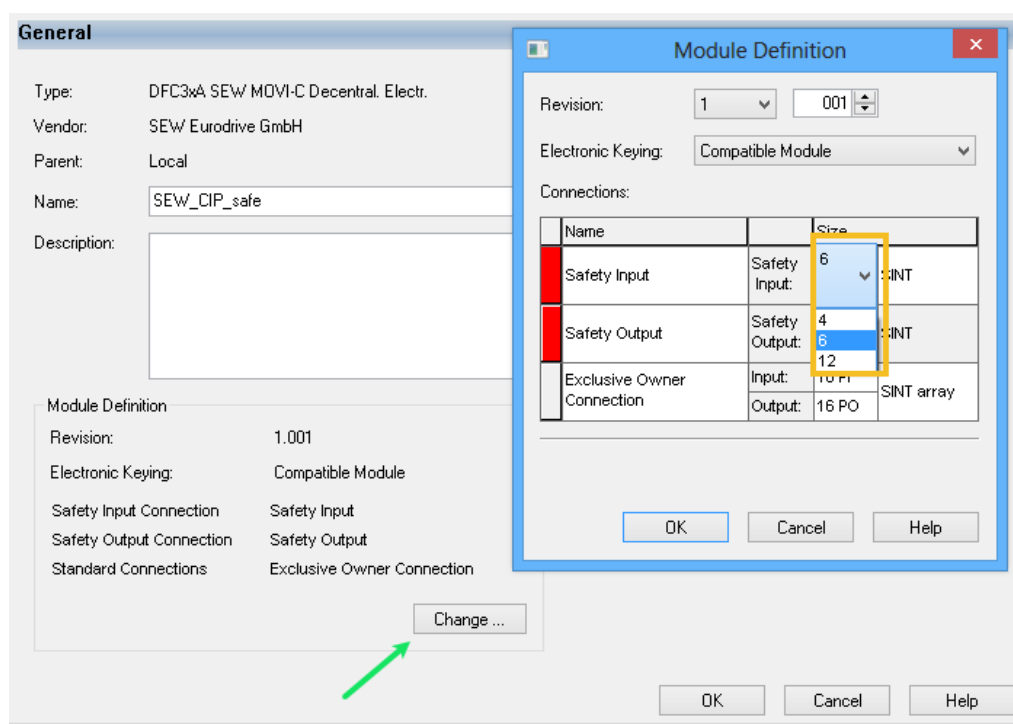 General
Type: DFC3xA SEW MOVI-C Decentral. Electr.
Vendor: SEW Eurodrive GmbH
Parent: Local
Name: SEW_CIP_safe
Description:
Module Definition
Revision: 1.001
Electronic Keying: Compatible Module
Safety Input Connection Safety Input
Safety Output Connection Safety Output
Standard Connections Exclusive Owner Connection
Change ...
OK Cancel Help
Module Definition
Revision: 1 001
Electronic Keying: Compatible Module
Connections:
Name Size
Safety Input Safety Input: 6 SINT
Safety Output Safety Output: SINT
4
6
12
Exclusive Owner Connection Input: SINT array
Output: 16 PO
OK Cancel Help